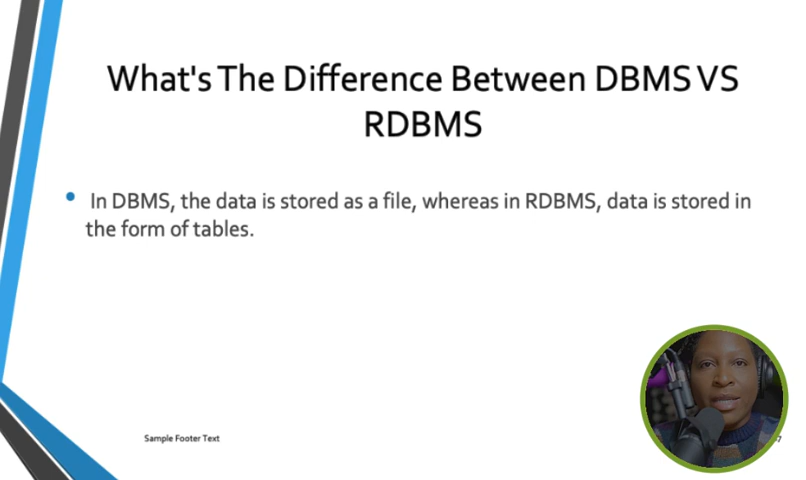 What's The Difference Between DBMS VS
RDBMS
In DBMS, the data is stored as a file, whereas in RDBMS, data is stored in
the form of tables.
Sample Footer Text
7